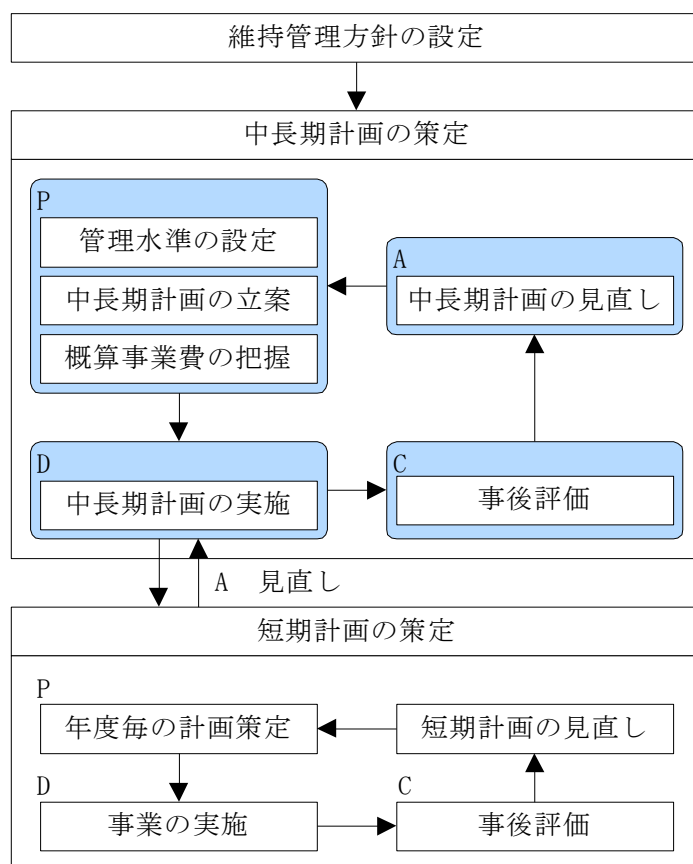 維持管理方針の設定
中長期計画の策定
P
管理水準の設定
中長期計画の立案
概算事業費の把握
A
中長期計画の見直し
D
中長期計画の実施
C
事後評価
A 見直し
短期計画の策定
P
年度毎の計画策定
短期計画の見直し
D
事業の実施
C
事後評価